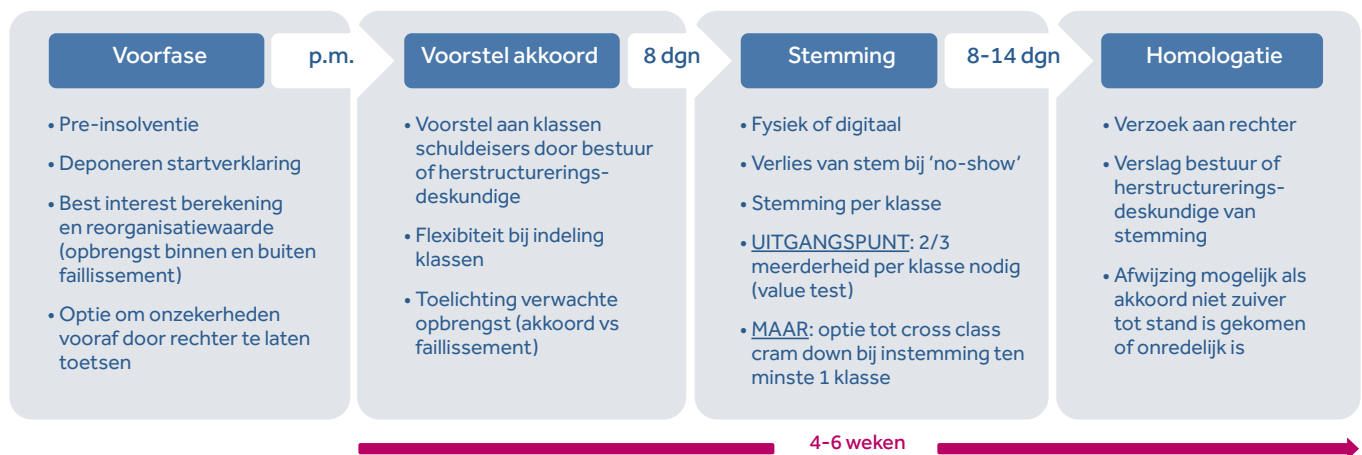 Voorfase
p.m.
Voorstel akkoord
8 dgn
Stemming
8-14 dgn
Homologatie
• Pre-insolventie
• Deponeren startverklaring
• Best interest berekening
en reorganisatiewaarde
(opbrengst binnen en buiten
faillissement)
• Optie om onzekerheden
vooraf door rechter te laten
toetsen
• Voorstel aan klassen
schuldeisers door bestuur
of herstructurerings-
deskundige
• Flexibiteit bij indeling
klassen
• Toelichting verwachte
opbrengst (akkoord vs
faillissement)
• Fysiek of digitaal
• Verlies van stem bij ‘no-show’
• Stemming per klasse
• UITGANGSPUNT: 2/3
meerderheid per klasse nodig
(value test)
• MAAR: optie tot cross class
cram down bij instemming ten
minste 1 klasse
• Verzoek aan rechter
• Verslag bestuur of
herstructurerings-
deskundige van
stemming
• Afwijzing mogelijk als
akkoord niet zuiver
tot stand is gekomen
of onredelijk is
4-6 weken